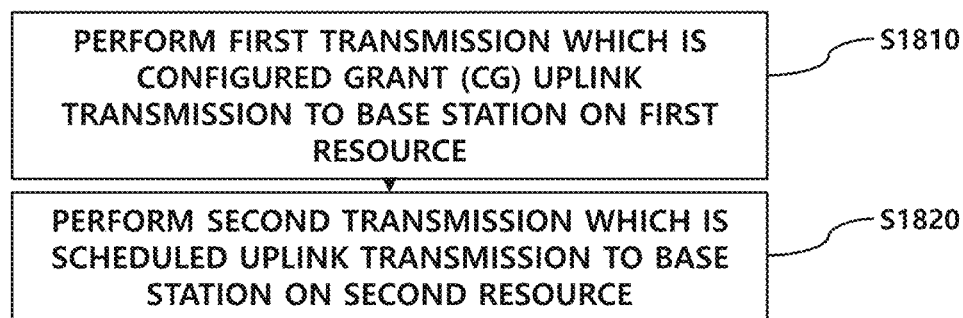 PERFORM FIRST TRANSMISSION WHICH IS
CONFIGURED GRANT (CG) UPLINK
TRANSMISSION TO BASE STATION ON FIRST
RESOURCE
S1810
PERFORM SECOND TRANSMISSION WHICH IS
SCHEDULED UPLINK TRANSMISSION TO BASE
STATION ON SECOND RESOURCE
S1820